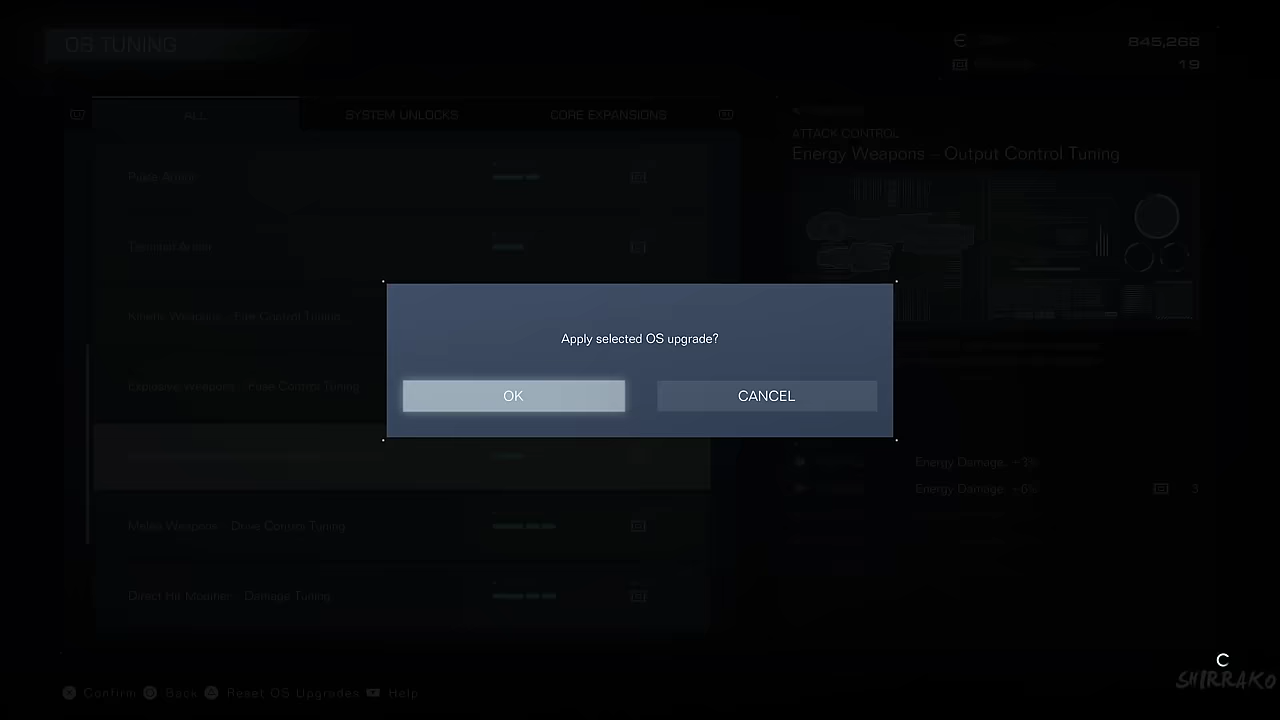 OS TUNING
845,268
19
ALL
SYSTEM UNLOCKS
CORE EXPANSIONS
ATTACK CONTROL
Energy Weapons - Output Control Tuning
Pulse Armor
Terminal Armor
Kinetic Weapons - Fire Control Tuning
Explosive Weapons - Fuse Control Tuning
Apply selected OS upgrade?
OK
CANCEL
Energy Damage: +3%
Energy Damage: +6%
3
Melee Weapons - Drive Control Tuning
Direct Hit Modifier - Damage Tuning
Confirm
Back
Reset OS Upgrades
Help
C
SHIRRAKO